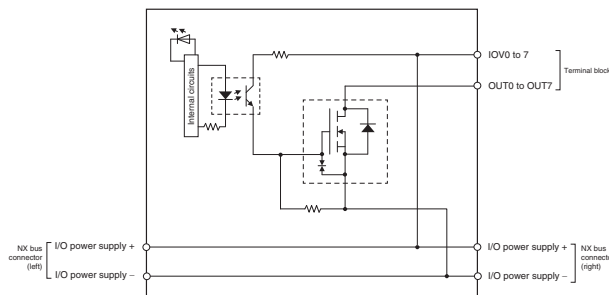 Internal circuits
IOV0 to 7
OUT0 to OUT7
Terminal block
NX bus
connector
(left)
I/O power supply +
I/O power supply −
I/O power supply +
I/O power supply −
NX bus
connector
(right)